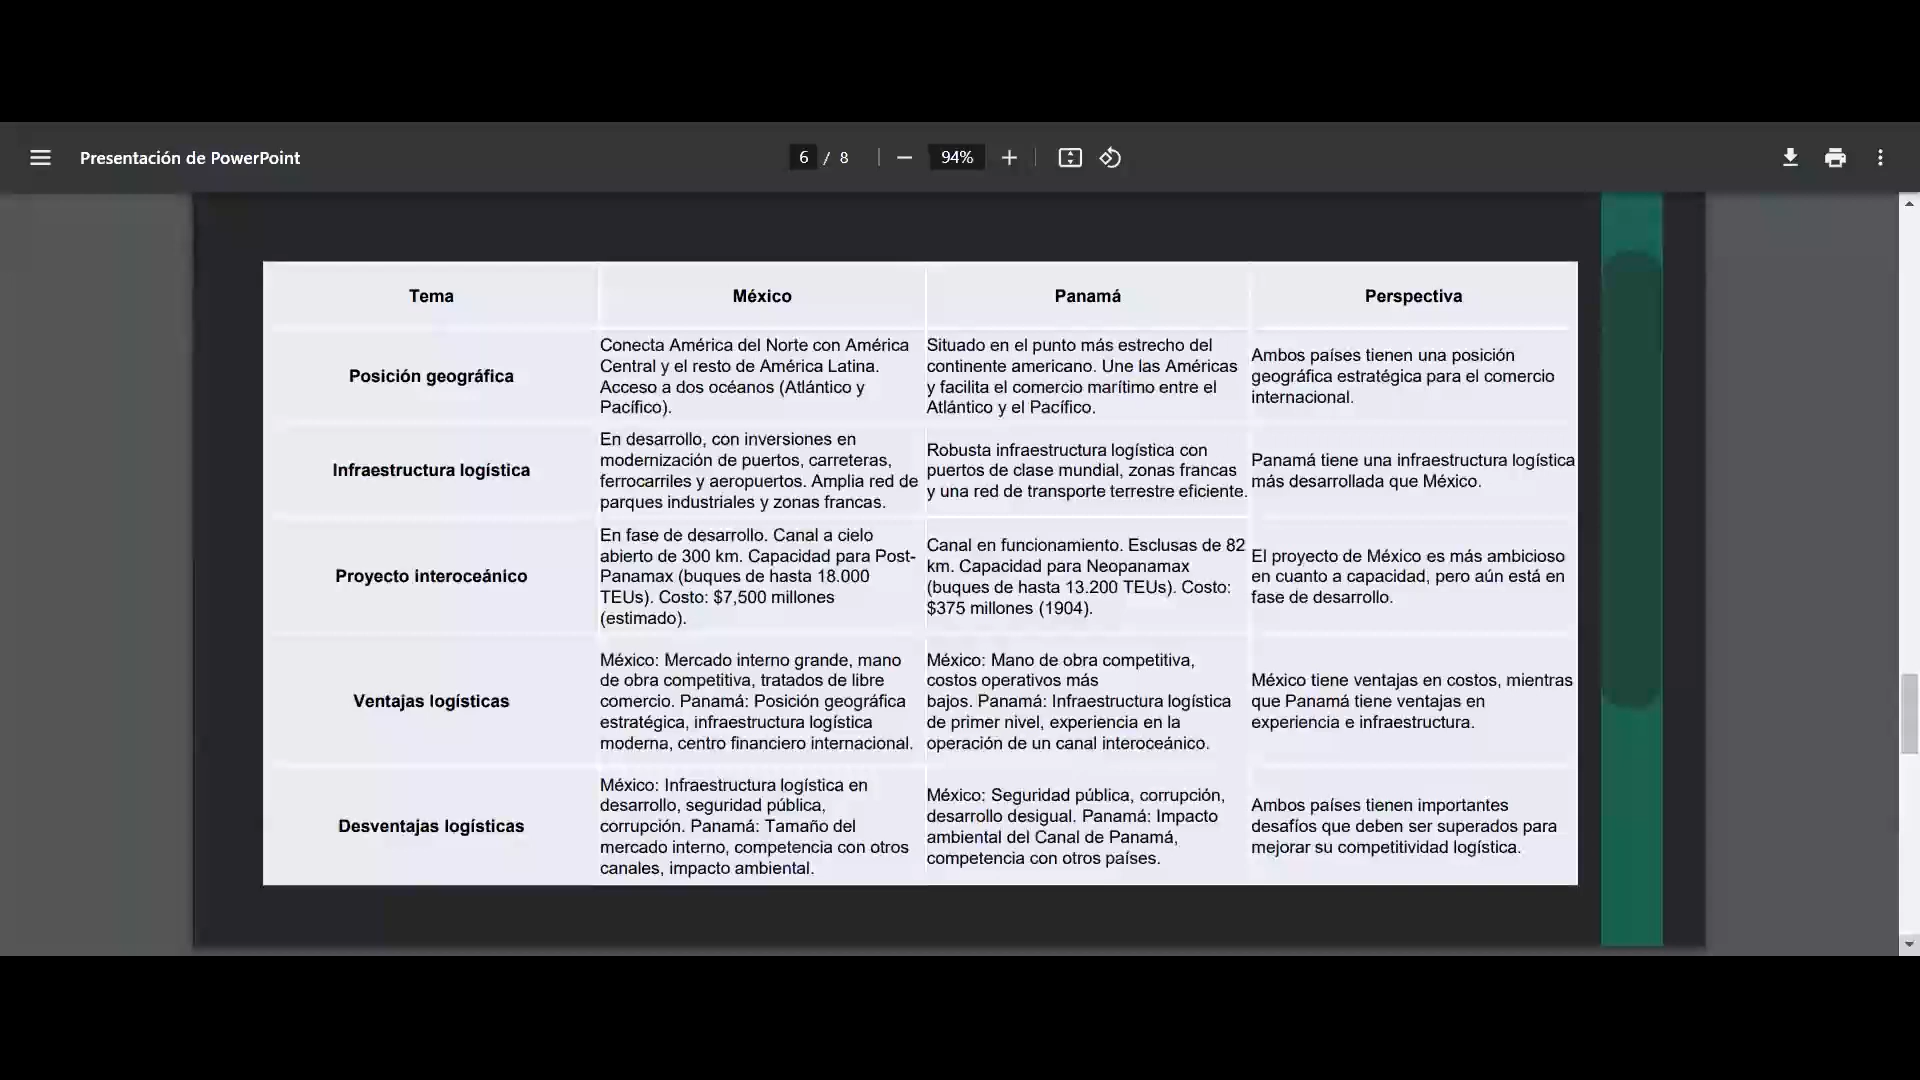 Presentación de PowerPoint
6 / 8
94%
Tema
México
Panamá
Perspectiva
Posición geográfica
Conecta América del Norte con América
Central y el resto de América Latina.
Acceso a dos océanos (Atlántico y
Pacífico).
Situado en el punto más estrecho del
continente americano. Une las Américas
y facilita el comercio marítimo entre el
Atlántico y el Pacífico.
Ambos países tienen una posición
geográfica estratégica para el comercio
internacional.
Infraestructura logística
En desarrollo, con inversiones en
modernización de puertos, carreteras,
ferrocarriles y aeropuertos. Amplia red de
parques industriales y zonas francas.
Robusta infraestructura logística con
puertos de clase mundial, zonas francas
y una red de transporte terrestre eficiente.
Panamá tiene una infraestructura logística
más desarrollada que México.
Proyecto interoceánico
En fase de desarrollo. Canal a cielo
abierto de 300 km. Capacidad para Post-
Panamax (buques de hasta 18.000
TEUs). Costo: $7,500 millones
(estimado).
Canal en funcionamiento. Esclusas de 82
km. Capacidad para Neopanamax
(buques de hasta 13.200 TEUs). Costo:
$375 millones (1904).
El proyecto de México es más ambicioso
en cuanto a capacidad, pero aún está en
fase de desarrollo.
Ventajas logísticas
México: Mercado interno grande, mano
de obra competitiva, tratados de libre
comercio. Panamá: Posición geográfica
estratégica, infraestructura logística
moderna, centro financiero internacional.
México: Mano de obra competitiva,
costos operativos más
bajos. Panamá: Infraestructura logística
de primer nivel, experiencia en la
operación de un canal interoceánico.
México tiene ventajas en costos, mientras
que Panamá tiene ventajas en
experiencia e infraestructura.
Desventajas logísticas
México: Infraestructura logística en
desarrollo, seguridad pública,
corrupción. Panamá: Tamaño del
mercado interno, competencia con otros
canales, impacto ambiental.
México: Seguridad pública, corrupción,
desarrollo desigual. Panamá: Impacto
ambiental del Canal de Panamá,
competencia con otros países.
Ambos países tienen importantes
desafíos que deben ser superados para
mejorar su competitividad logística.